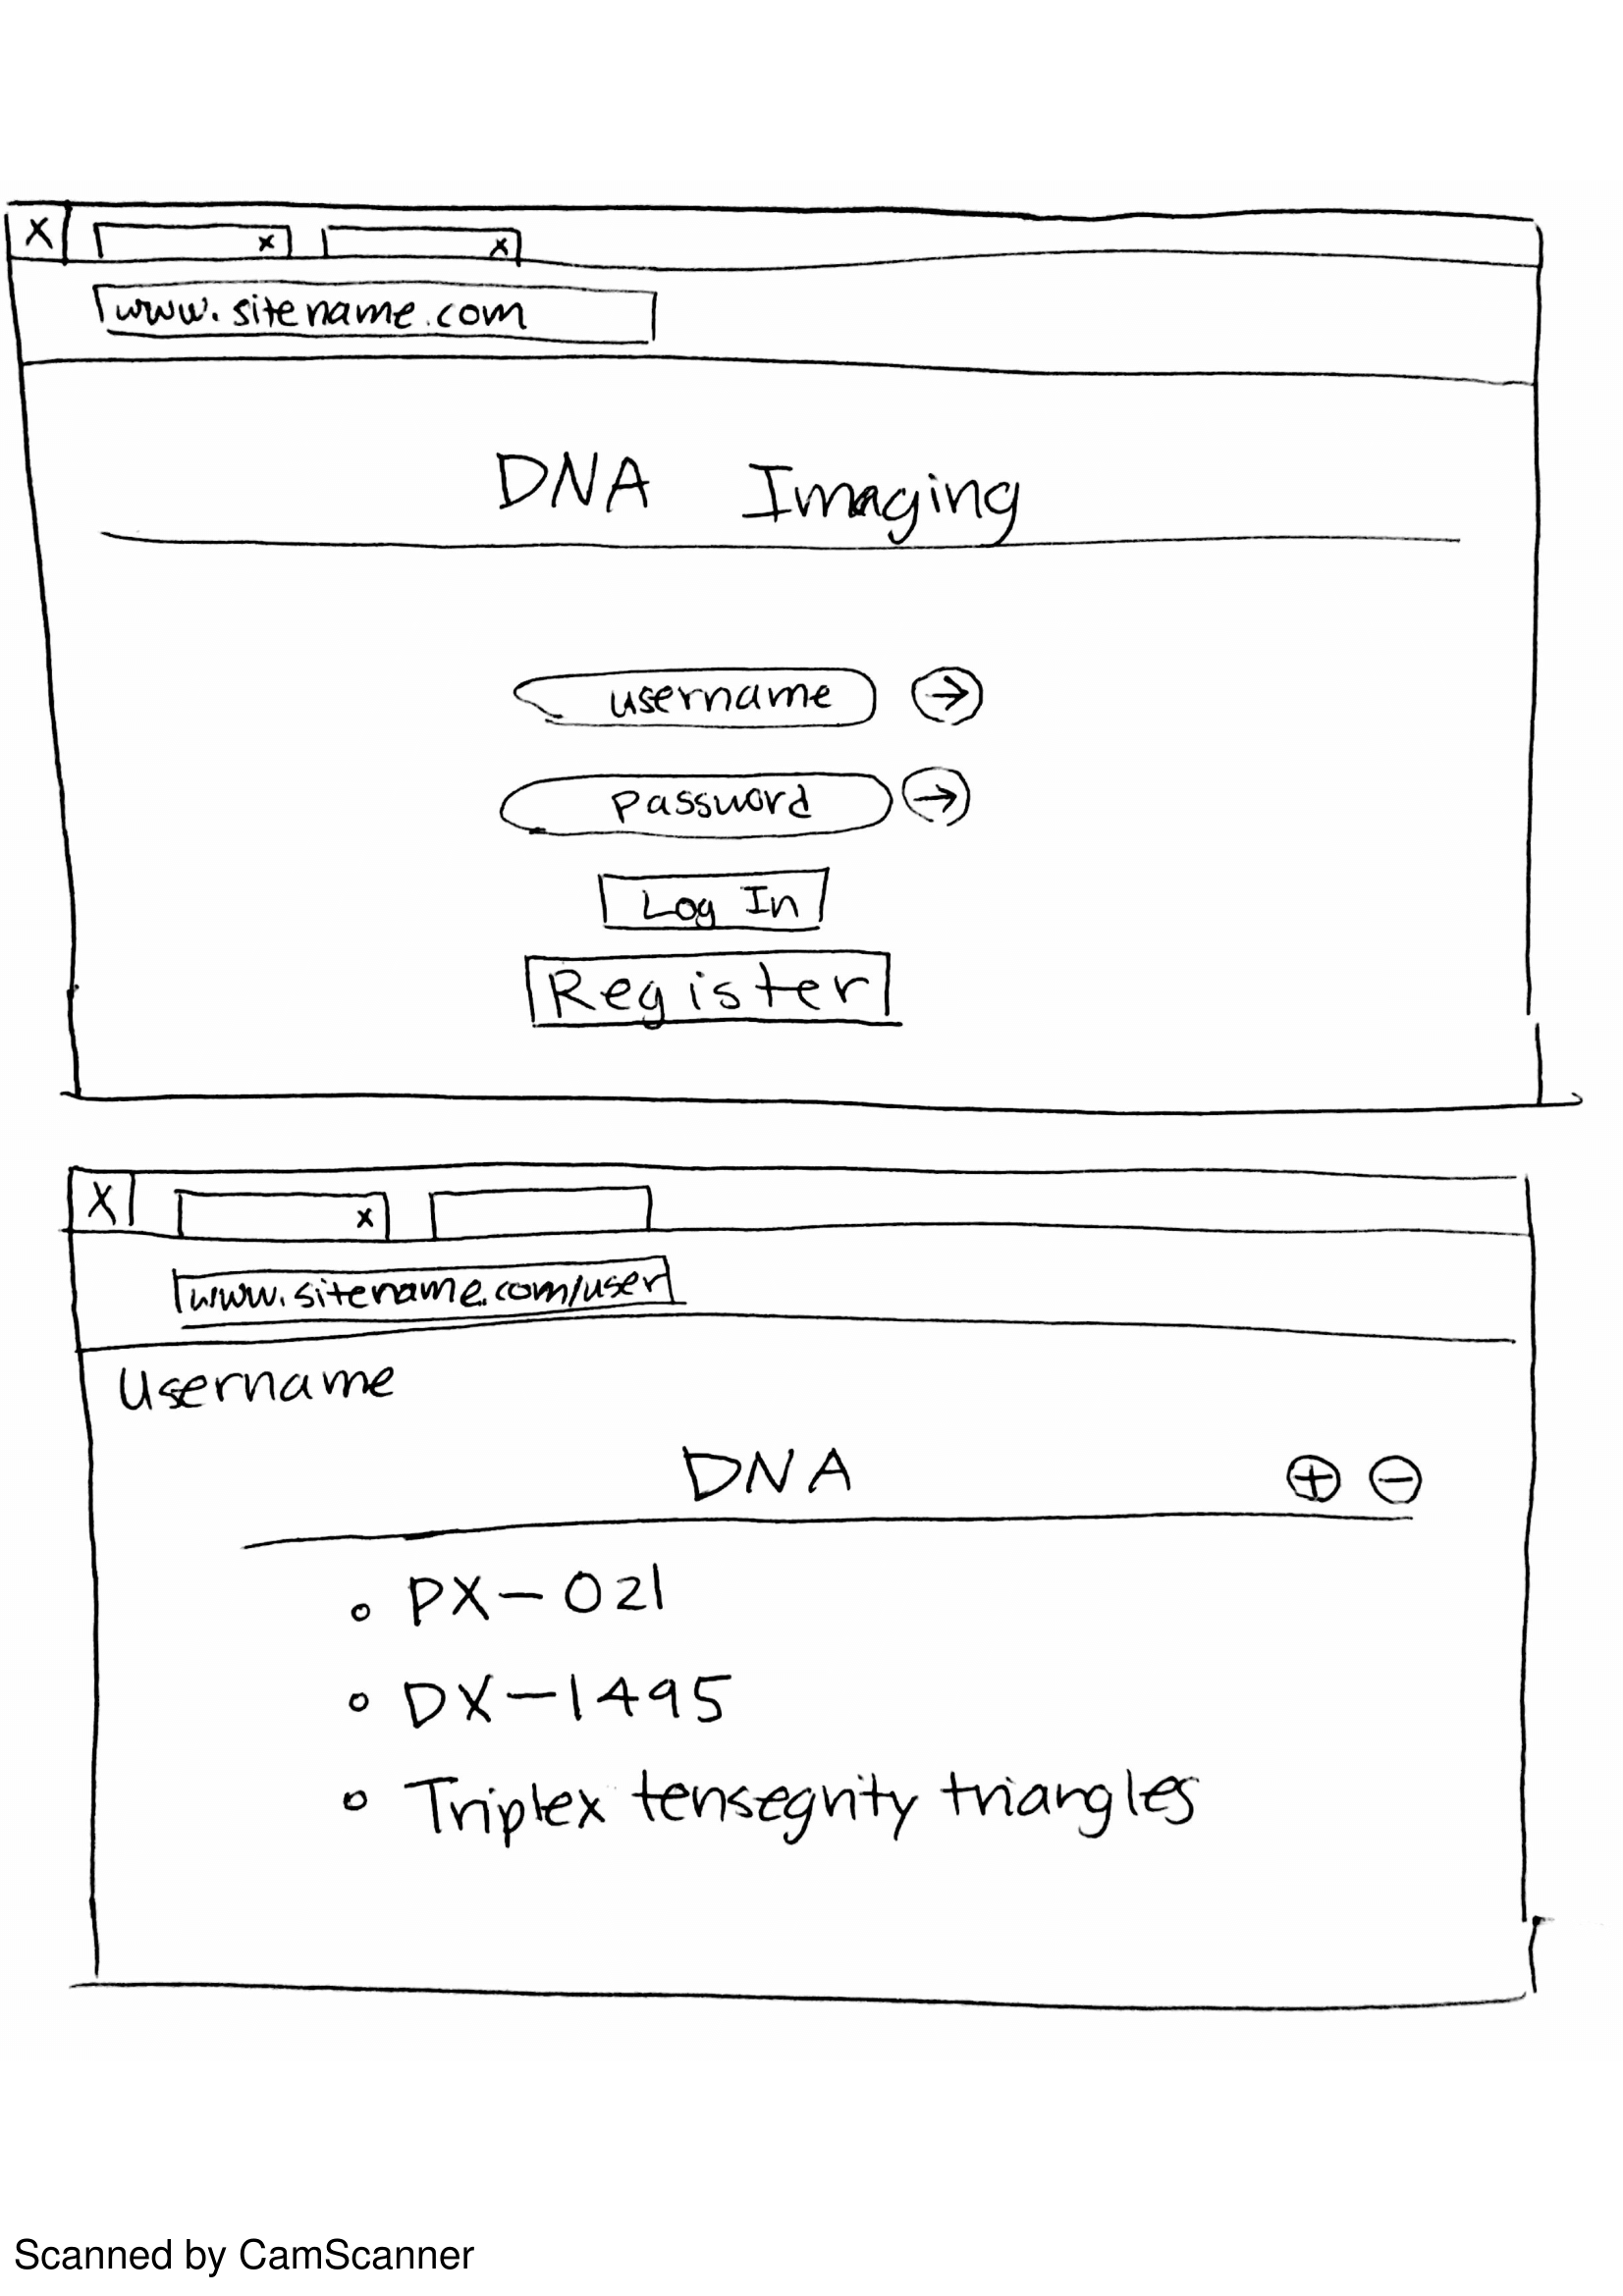 X
x x
www.sitename.com
DNA Imaging
username →
password →
Log In
Register
X
x
www.sitename.com/user
Username
DNA + −
PX-021
DX-1495
Triplex tensegrity triangles
Scanned by CamScanner